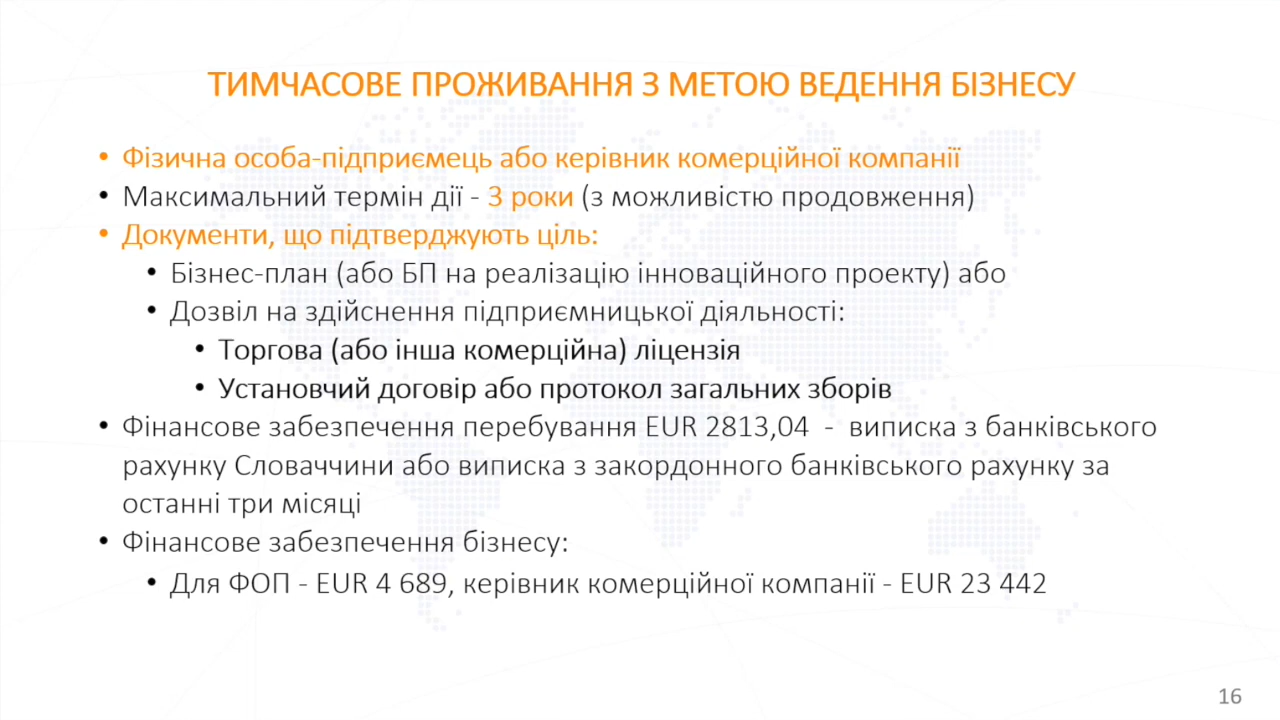 ТИМЧАСОВЕ ПРОЖИВАННЯ З МЕТОЮ ВЕДЕННЯ БІЗНЕСУ
• Фізична особа-підприємець або керівник комерційної компанії
• Максимальний термін дії - 3 роки (з можливістю продовження)
• Документи, що підтверджують ціль:
• Бізнес-план (або БП на реалізацію інноваційного проекту) або
• Дозвіл на здійснення підприємницької діяльності:
• Торгова (або інша комерційна) ліцензія
• Установчий договір або протокол загальних зборів
• Фінансове забезпечення перебування EUR 2813,04 - виписка з банківського
рахунку Словаччини або виписка з закордонного банківського рахунку за
останні три місяці
• Фінансове забезпечення бізнесу:
• Для ФОП - EUR 4 689, керівник комерційної компанії - EUR 23 442
16